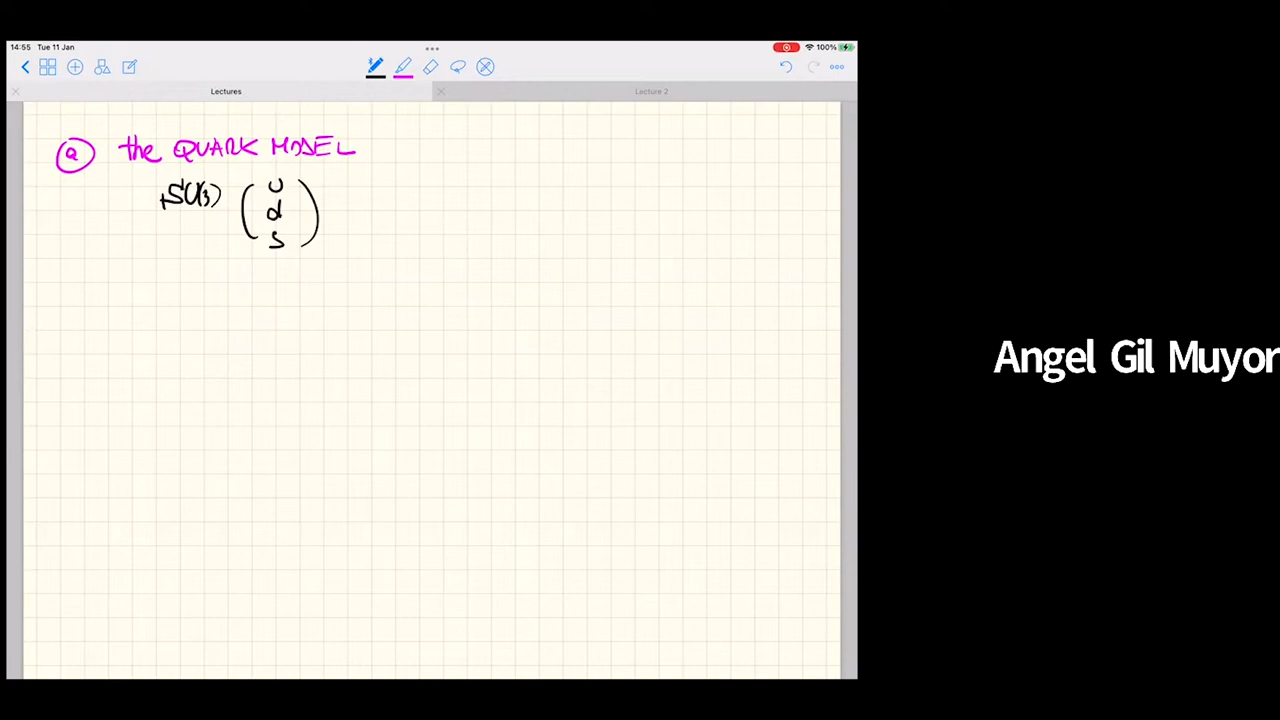 14:55 Tue 11 Jan
100%
Lectures
Lecture 2
a the QUARK MODEL
SU(3) ( u
d
s )
Angel Gil Muyor